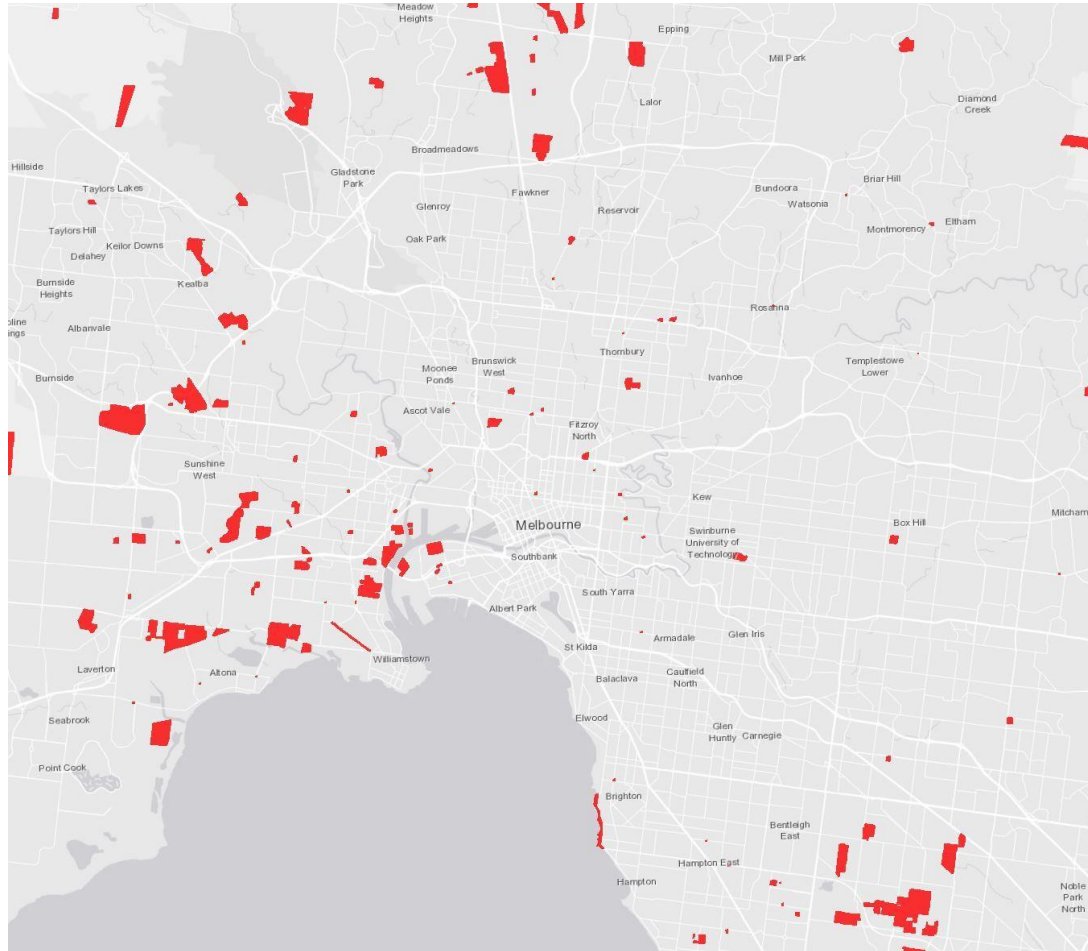 Meadow
Heights
Epping
Mill Park
Lalor
Diamond
Creek
Broadmeadows
Hillside
Gladstone
Park
Taylors Lakes
Fawkner
Bundoora
Briar Hill
Watsonia
Glenroy
Reservoir
Taylors Hill
Keilor Downs
Delahey
Oak Park
Montmorency
Eltham
Burnside
Heights
Kealba
Rosanna
oline
ings
Albanvale
Thornbury
Brunswick
West
Moonee
Ponds
Templestowe
Lower
Burnside
Ivanhoe
Ascot Vale
Fitzroy
North
Sunshine
West
Kew
Melbourne
Swinburne
University of
Technology
Box Hill
Mitcham
Southbank
South Yarra
Albert Park
St Kilda
Armadale
Glen Iris
Williamstown
Laverton
Altona
Balaclava
Caulfield
North
Seabrook
Elwood
Glen
Huntly
Carnegie
Point Cook
Brighton
Bentleigh
East
Hampton East
Hampton
Noble
Park
North